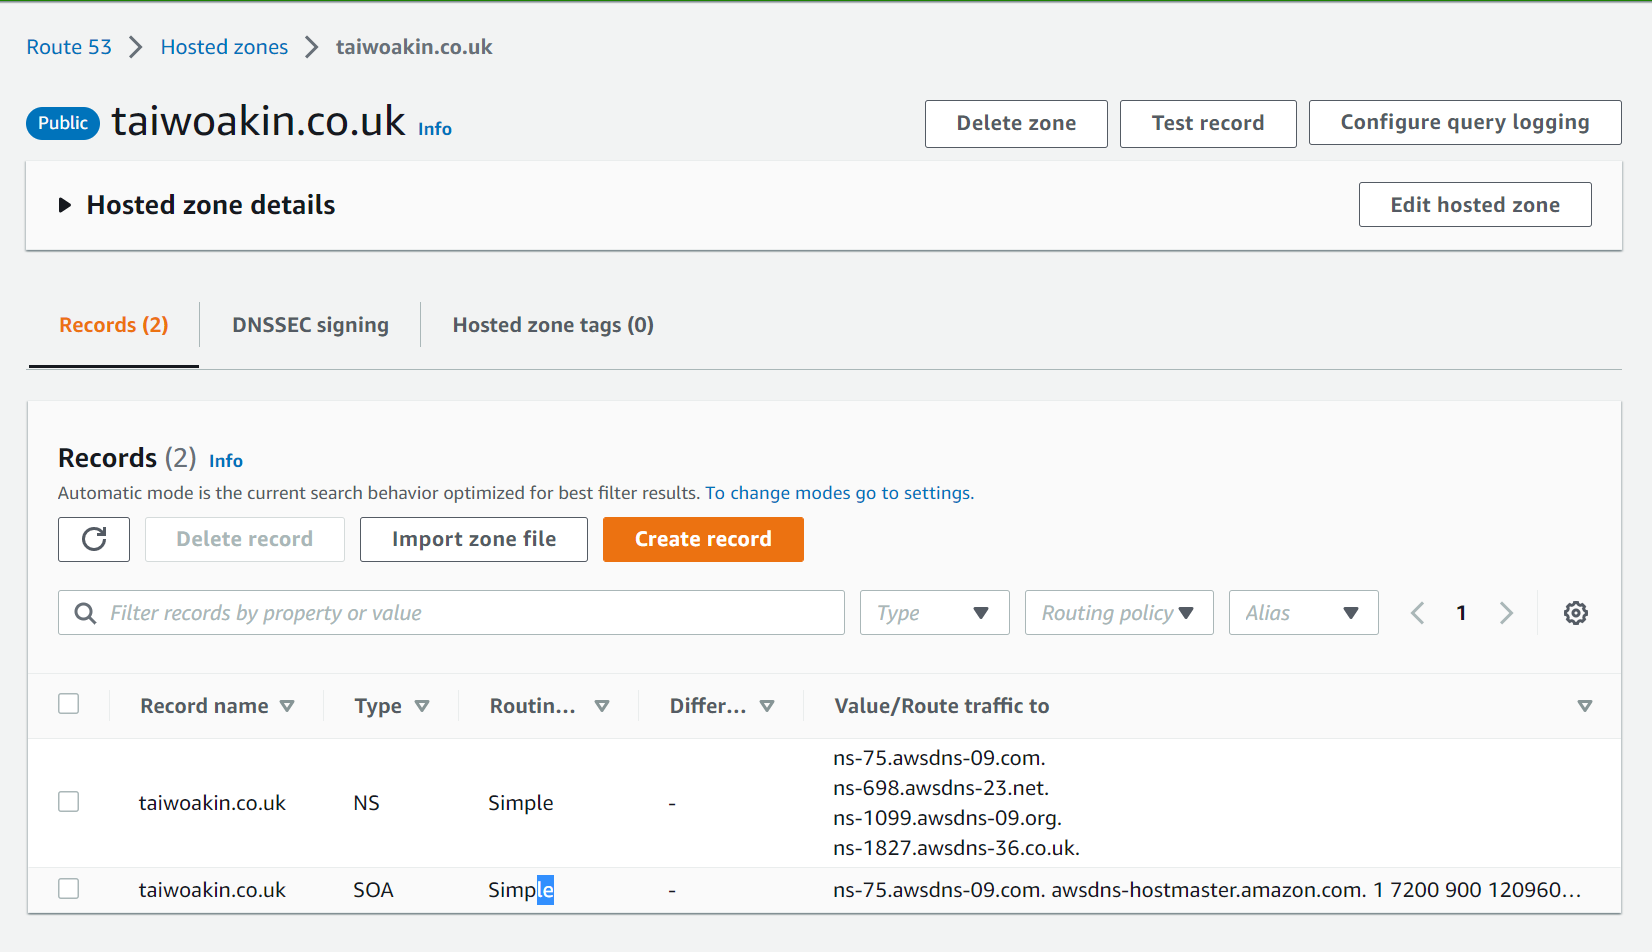 Route 53 > Hosted zones > taiwoakin.co.uk
Public taiwoakin.co.uk Info
Delete zone Test record Configure query logging
Hosted zone details Edit hosted zone
Records (2) DNSSEC signing Hosted zone tags (0)
Records (2) Info
Automatic mode is the current search behavior optimized for best filter results. To change modes go to settings.
Delete record Import zone file Create record
Filter records by property or value Type Routing policy Alias 1
Record name Type Routin... Differ... Value/Route traffic to
ns-75.awsdns-09.com.
ns-698.awsdns-23.net.
taiwoakin.co.uk NS Simple -
ns-1099.awsdns-09.org.
ns-1827.awsdns-36.co.uk.
taiwoakin.co.uk SOA Simple - ns-75.awsdns-09.com. awsdns-hostmaster.amazon.com. 1 7200 900 120960...